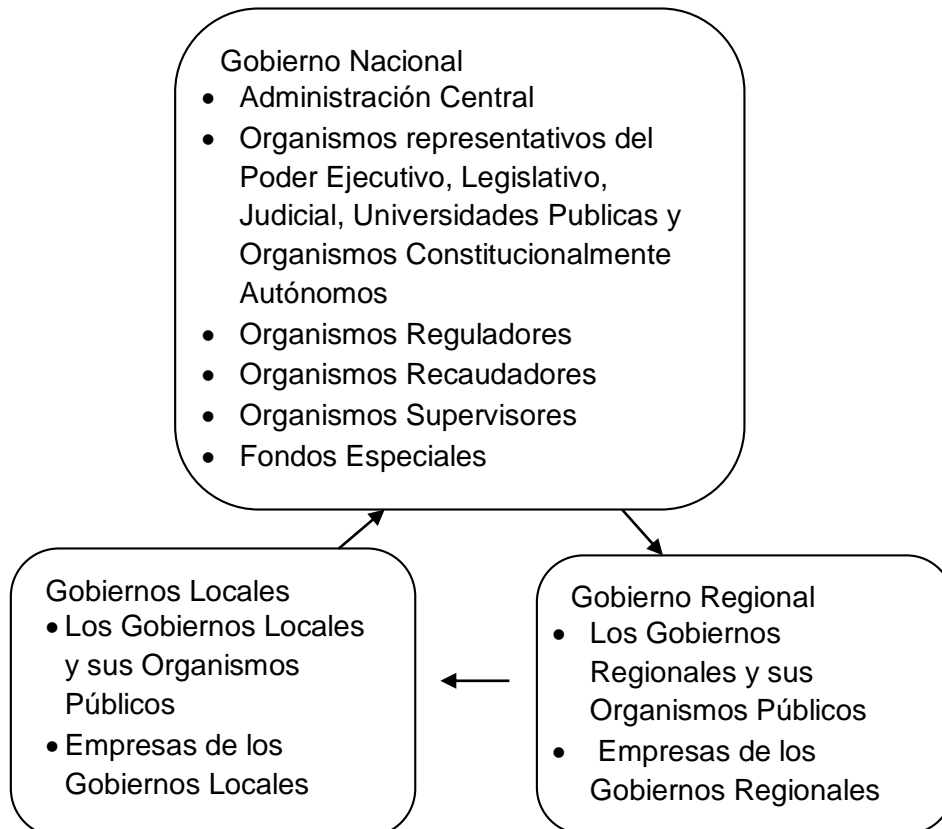 Gobierno Nacional
• Administración Central
• Organismos representativos del
Poder Ejecutivo, Legislativo,
Judicial, Universidades Publicas y
Organismos Constitucionalmente
Autónomos
• Organismos Reguladores
• Organismos Recaudadores
• Organismos Supervisores
• Fondos Especiales
Gobiernos Locales
• Los Gobiernos Locales
y sus Organismos
Públicos
• Empresas de los
Gobiernos Locales
Gobierno Regional
• Los Gobiernos
Regionales y sus
Organismos Públicos
• Empresas de los
Gobiernos Regionales